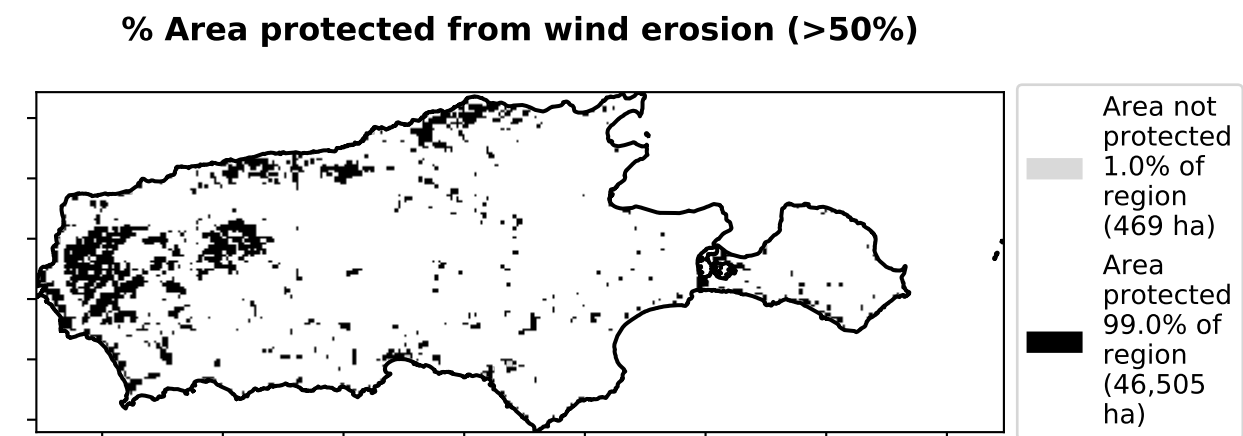 % Area protected from wind erosion (>50%)
Area not
protected
1.0% of
region
(469 ha)
Area
protected
99.0% of
region
(46,505
ha)